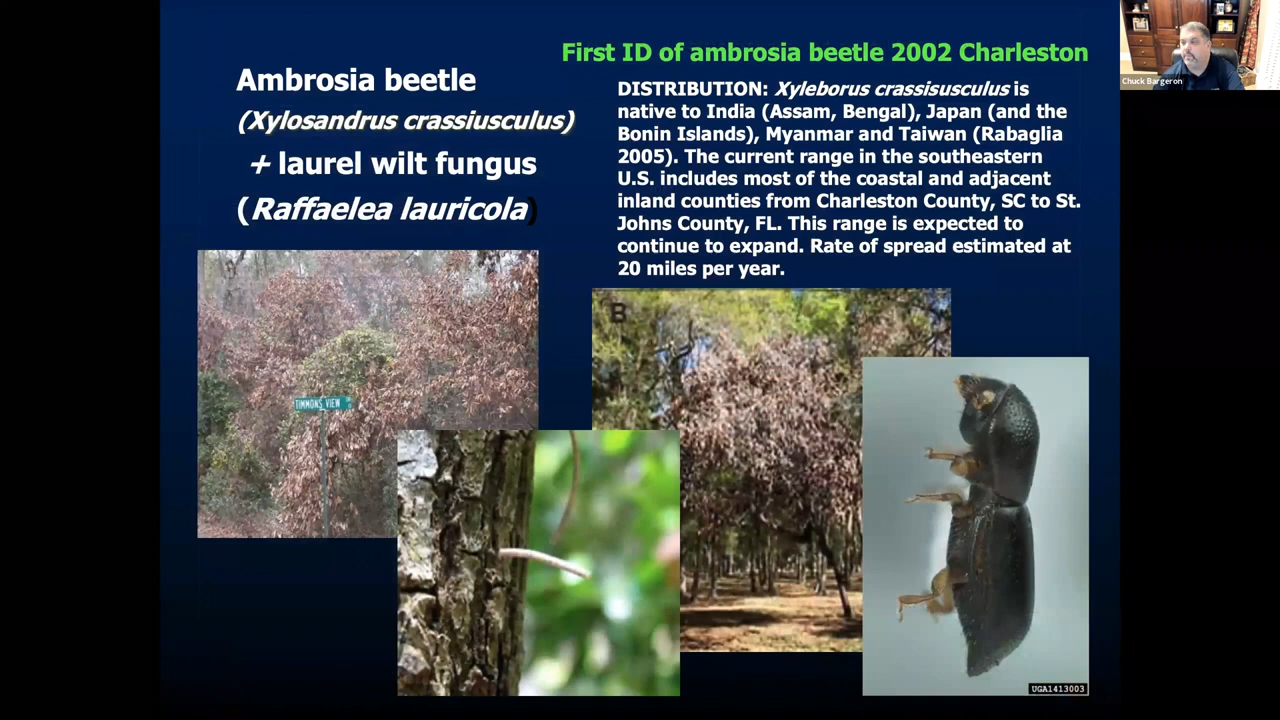 Ambrosia beetle
(Xylosandrus crassiusculus)
+ laurel wilt fungus
(Raffaelea lauricola)
First ID of ambrosia beetle 2002 Charleston
DISTRIBUTION: Xyleborus crassisusculus is
native to India (Assam, Bengal), Japan (and the
Bonin Islands), Myanmar and Taiwan (Rabaglia
2005). The current range in the southeastern
U.S. includes most of the coastal and adjacent
inland counties from Charleston County, SC to St.
Johns County, FL. This range is expected to
continue to expand. Rate of spread estimated at
20 miles per year.
TIMMONS VIEW
B
UGA1413003
Chuck Bargeron